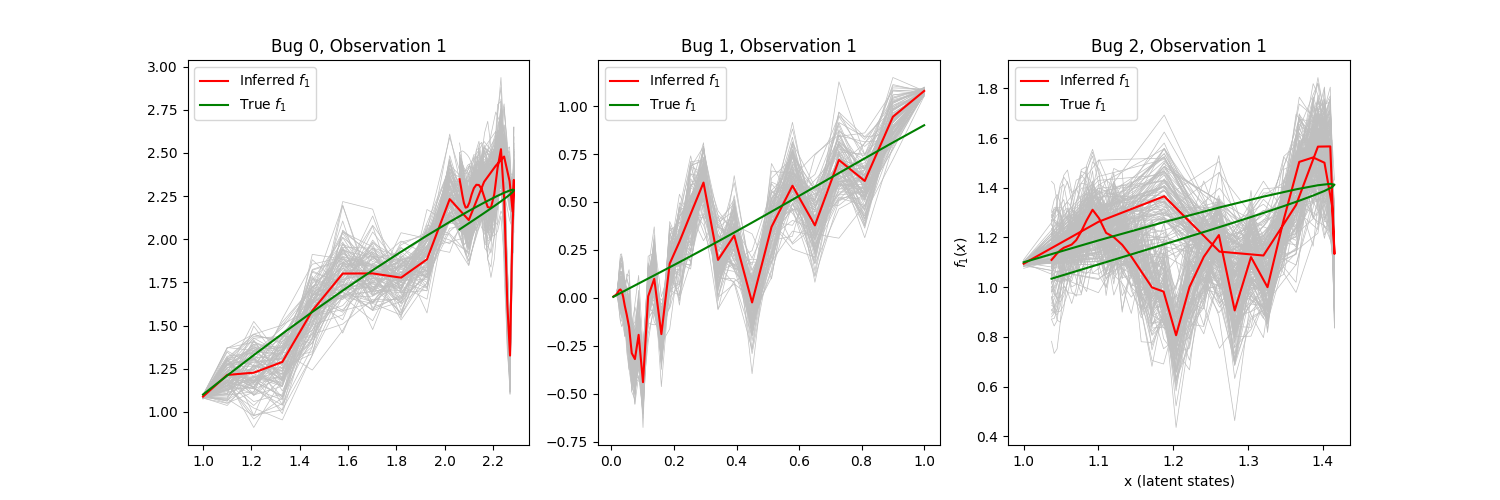 Bug 0, Observation 1
Inferred f₁
True f₁
3.00
2.75
2.50
2.25
2.00
1.75
1.50
1.25
1.00
1.0 1.2 1.4 1.6 1.8 2.0 2.2
Bug 1, Observation 1
Inferred f₁
True f₁
1.00
0.75
0.50
0.25
0.00
−0.25
−0.50
−0.75
0.0 0.2 0.4 0.6 0.8 1.0
Bug 2, Observation 1
Inferred f₁
True f₁
f₁(x)
1.8
1.6
1.4
1.2
1.0
0.8
0.6
0.4
1.0 1.1 1.2 1.3 1.4
x (latent states)